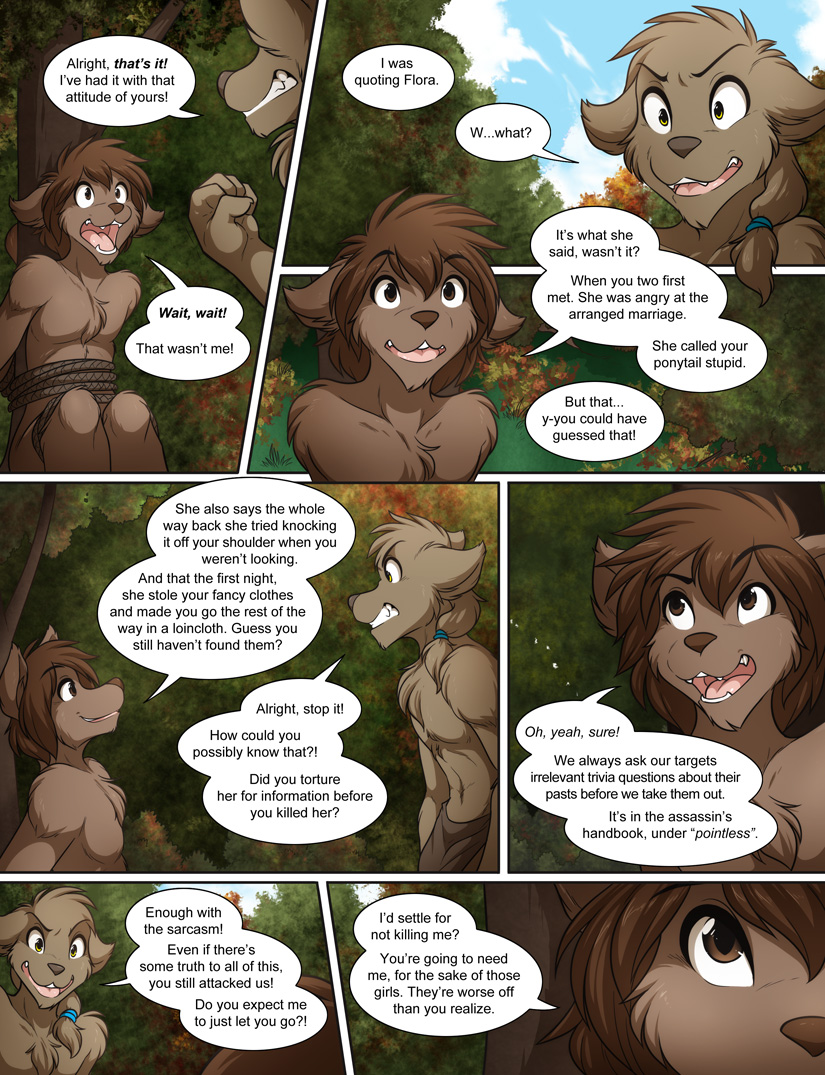 Alright, that's it!
I've had it with that
attitude of yours!
Wait, wait!
That wasn't me!
I was
quoting Flora.
W...what?
It's what she
said, wasn't it?
When you two first
met. She was angry at the
arranged marriage.
She called your
ponytail stupid.
But that...
y-you could have
guessed that!
She also says the whole
way back she tried knocking
it off your shoulder when you
weren't looking.
And that the first night,
she stole your fancy clothes
and made you go the rest of the
way in a loincloth. Guess you
still haven't found them?
Alright, stop it!
How could you
possibly know that?!
Did you torture
her for information before
you killed her?
Oh, yeah, sure!
We always ask our targets
irrelevant trivia questions about their
pasts before we take them out.
It's in the assassin's
handbook, under "pointless".
Enough with
the sarcasm!
Even if there's
some truth to all of this,
you still attacked us!
Do you expect me
to just let you go?!
I'd settle for
not killing me?
You're going to need
me, for the sake of those
girls. They're worse off
than you realize.